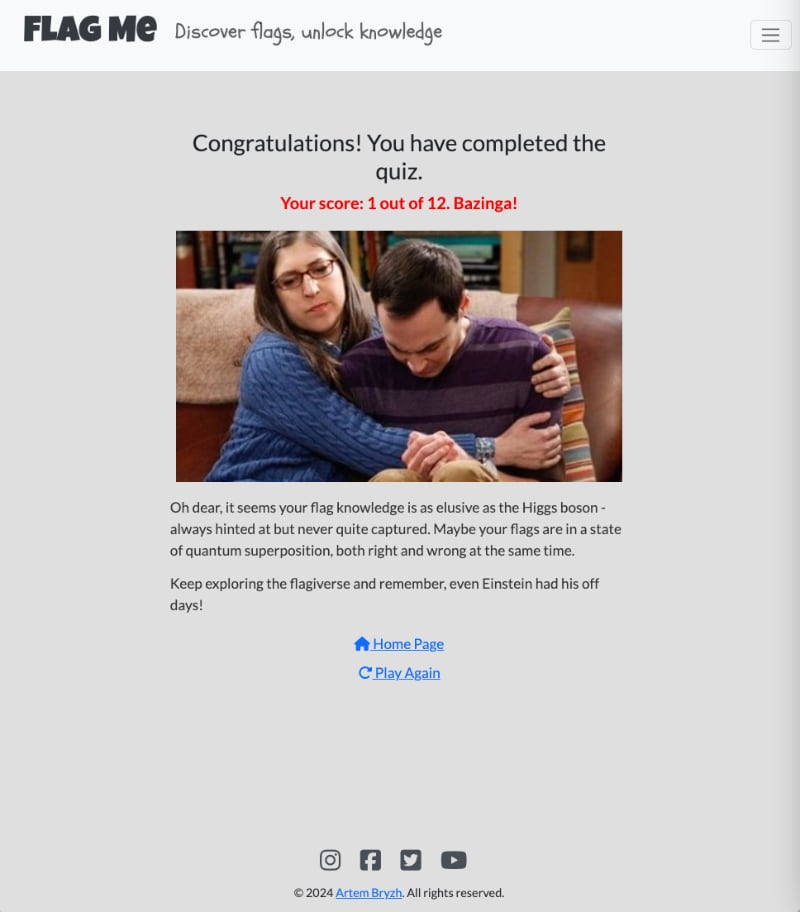 FLAG Me
Discover flags, unlock knowledge
Congratulations! You have completed the
quiz.
Your score: 1 out of 12. Bazinga!
Oh dear, it seems your flag knowledge is as elusive as the Higgs boson -
always hinted at but never quite captured. Maybe your flags are in a state
of quantum superposition, both right and wrong at the same time.
Keep exploring the flagiverse and remember, even Einstein had his off
days!
Home Page
Play Again
© 2024 Artem Bryzh. All rights reserved.